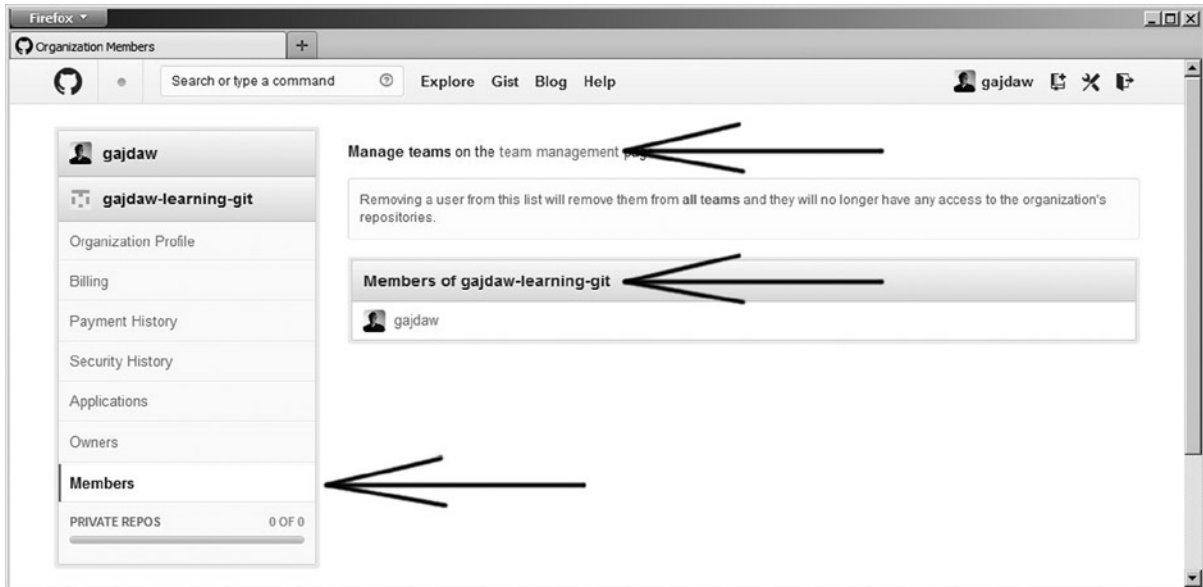 Firefox
Organization Members
Search or type a command
Explore Gist Blog Help
gajdaw
gajdaw
gajdaw-learning-git
Organization Profile
Billing
Payment History
Security History
Applications
Owners
Members
PRIVATE REPOS 0 OF 0
Manage teams on the team management
Removing a user from this list will remove them from all teams and they will no longer have any access to the organization's
repositories.
Members of gajdaw-learning-git
gajdaw